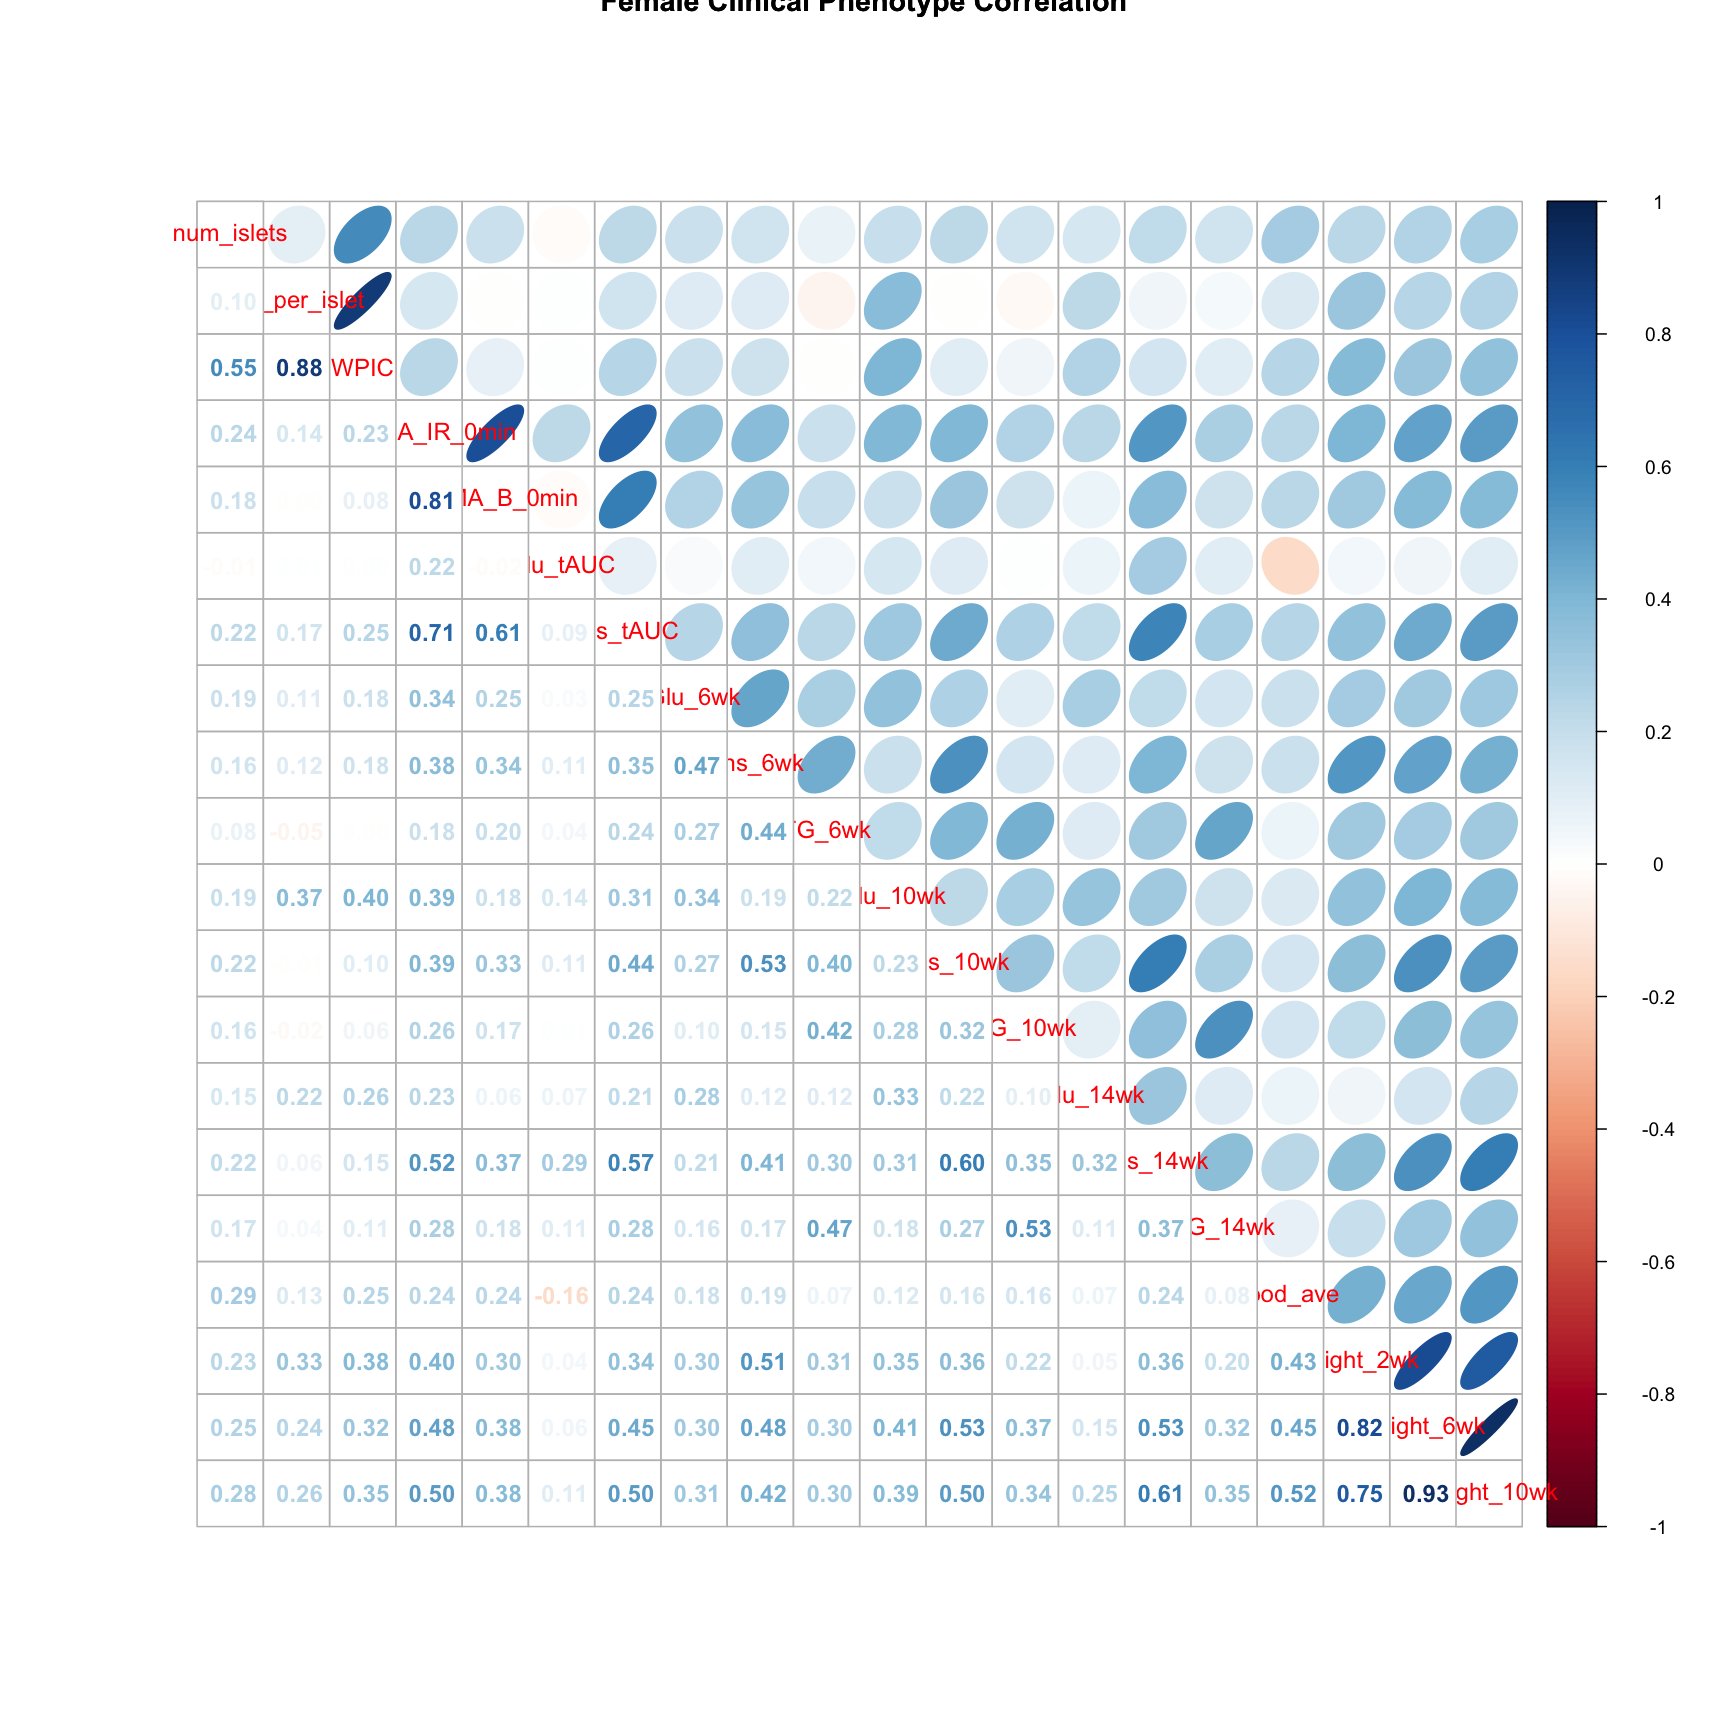 Female Clinical Phenotype Correlation
num_islets
0.10 _per_islet
0.55 0.88 WPIC
0.24 0.14 0.23 A_IR_0min
0.18 0.08 0.81 IA_B_0min
-0.01 0.22 -0.02 lu_tAUC
0.22 0.17 0.25 0.71 0.61 0.09 s_tAUC
0.19 0.11 0.18 0.34 0.25 0.03 0.25 Glu_6wk
0.16 0.12 0.18 0.38 0.34 0.11 0.35 0.47 ns_6wk
0.08 -0.05 0.18 0.20 0.04 0.24 0.27 0.44 TG_6wk
0.19 0.37 0.40 0.39 0.18 0.14 0.31 0.34 0.19 0.22 lu_10wk
0.22 0.10 0.39 0.33 0.11 0.44 0.27 0.53 0.40 0.23 s_10wk
0.16 -0.02 0.06 0.26 0.17 0.26 0.10 0.15 0.42 0.28 0.32 G_10wk
0.15 0.22 0.26 0.23 0.06 0.07 0.21 0.28 0.12 0.12 0.33 0.22 0.10 lu_14wk
0.22 0.06 0.15 0.52 0.37 0.29 0.57 0.21 0.41 0.30 0.31 0.60 0.35 0.32 s_14wk
0.17 0.04 0.11 0.28 0.18 0.11 0.28 0.16 0.17 0.47 0.18 0.27 0.53 0.11 0.37 G_14wk
0.29 0.13 0.25 0.24 0.24 -0.16 0.24 0.18 0.19 0.07 0.12 0.16 0.16 0.07 0.24 0.08 ood_ave
0.23 0.33 0.38 0.40 0.30 0.04 0.34 0.30 0.51 0.31 0.35 0.36 0.22 0.05 0.36 0.20 0.43 ight_2wk
0.25 0.24 0.32 0.48 0.38 0.06 0.45 0.30 0.48 0.30 0.41 0.53 0.37 0.15 0.53 0.32 0.45 0.82 ight_6wk
0.28 0.26 0.35 0.50 0.38 0.11 0.50 0.31 0.42 0.30 0.39 0.50 0.34 0.25 0.61 0.35 0.52 0.75 0.93 ght_10wk
1
0.8
0.6
0.4
0.2
0
-0.2
-0.4
-0.6
-0.8
-1